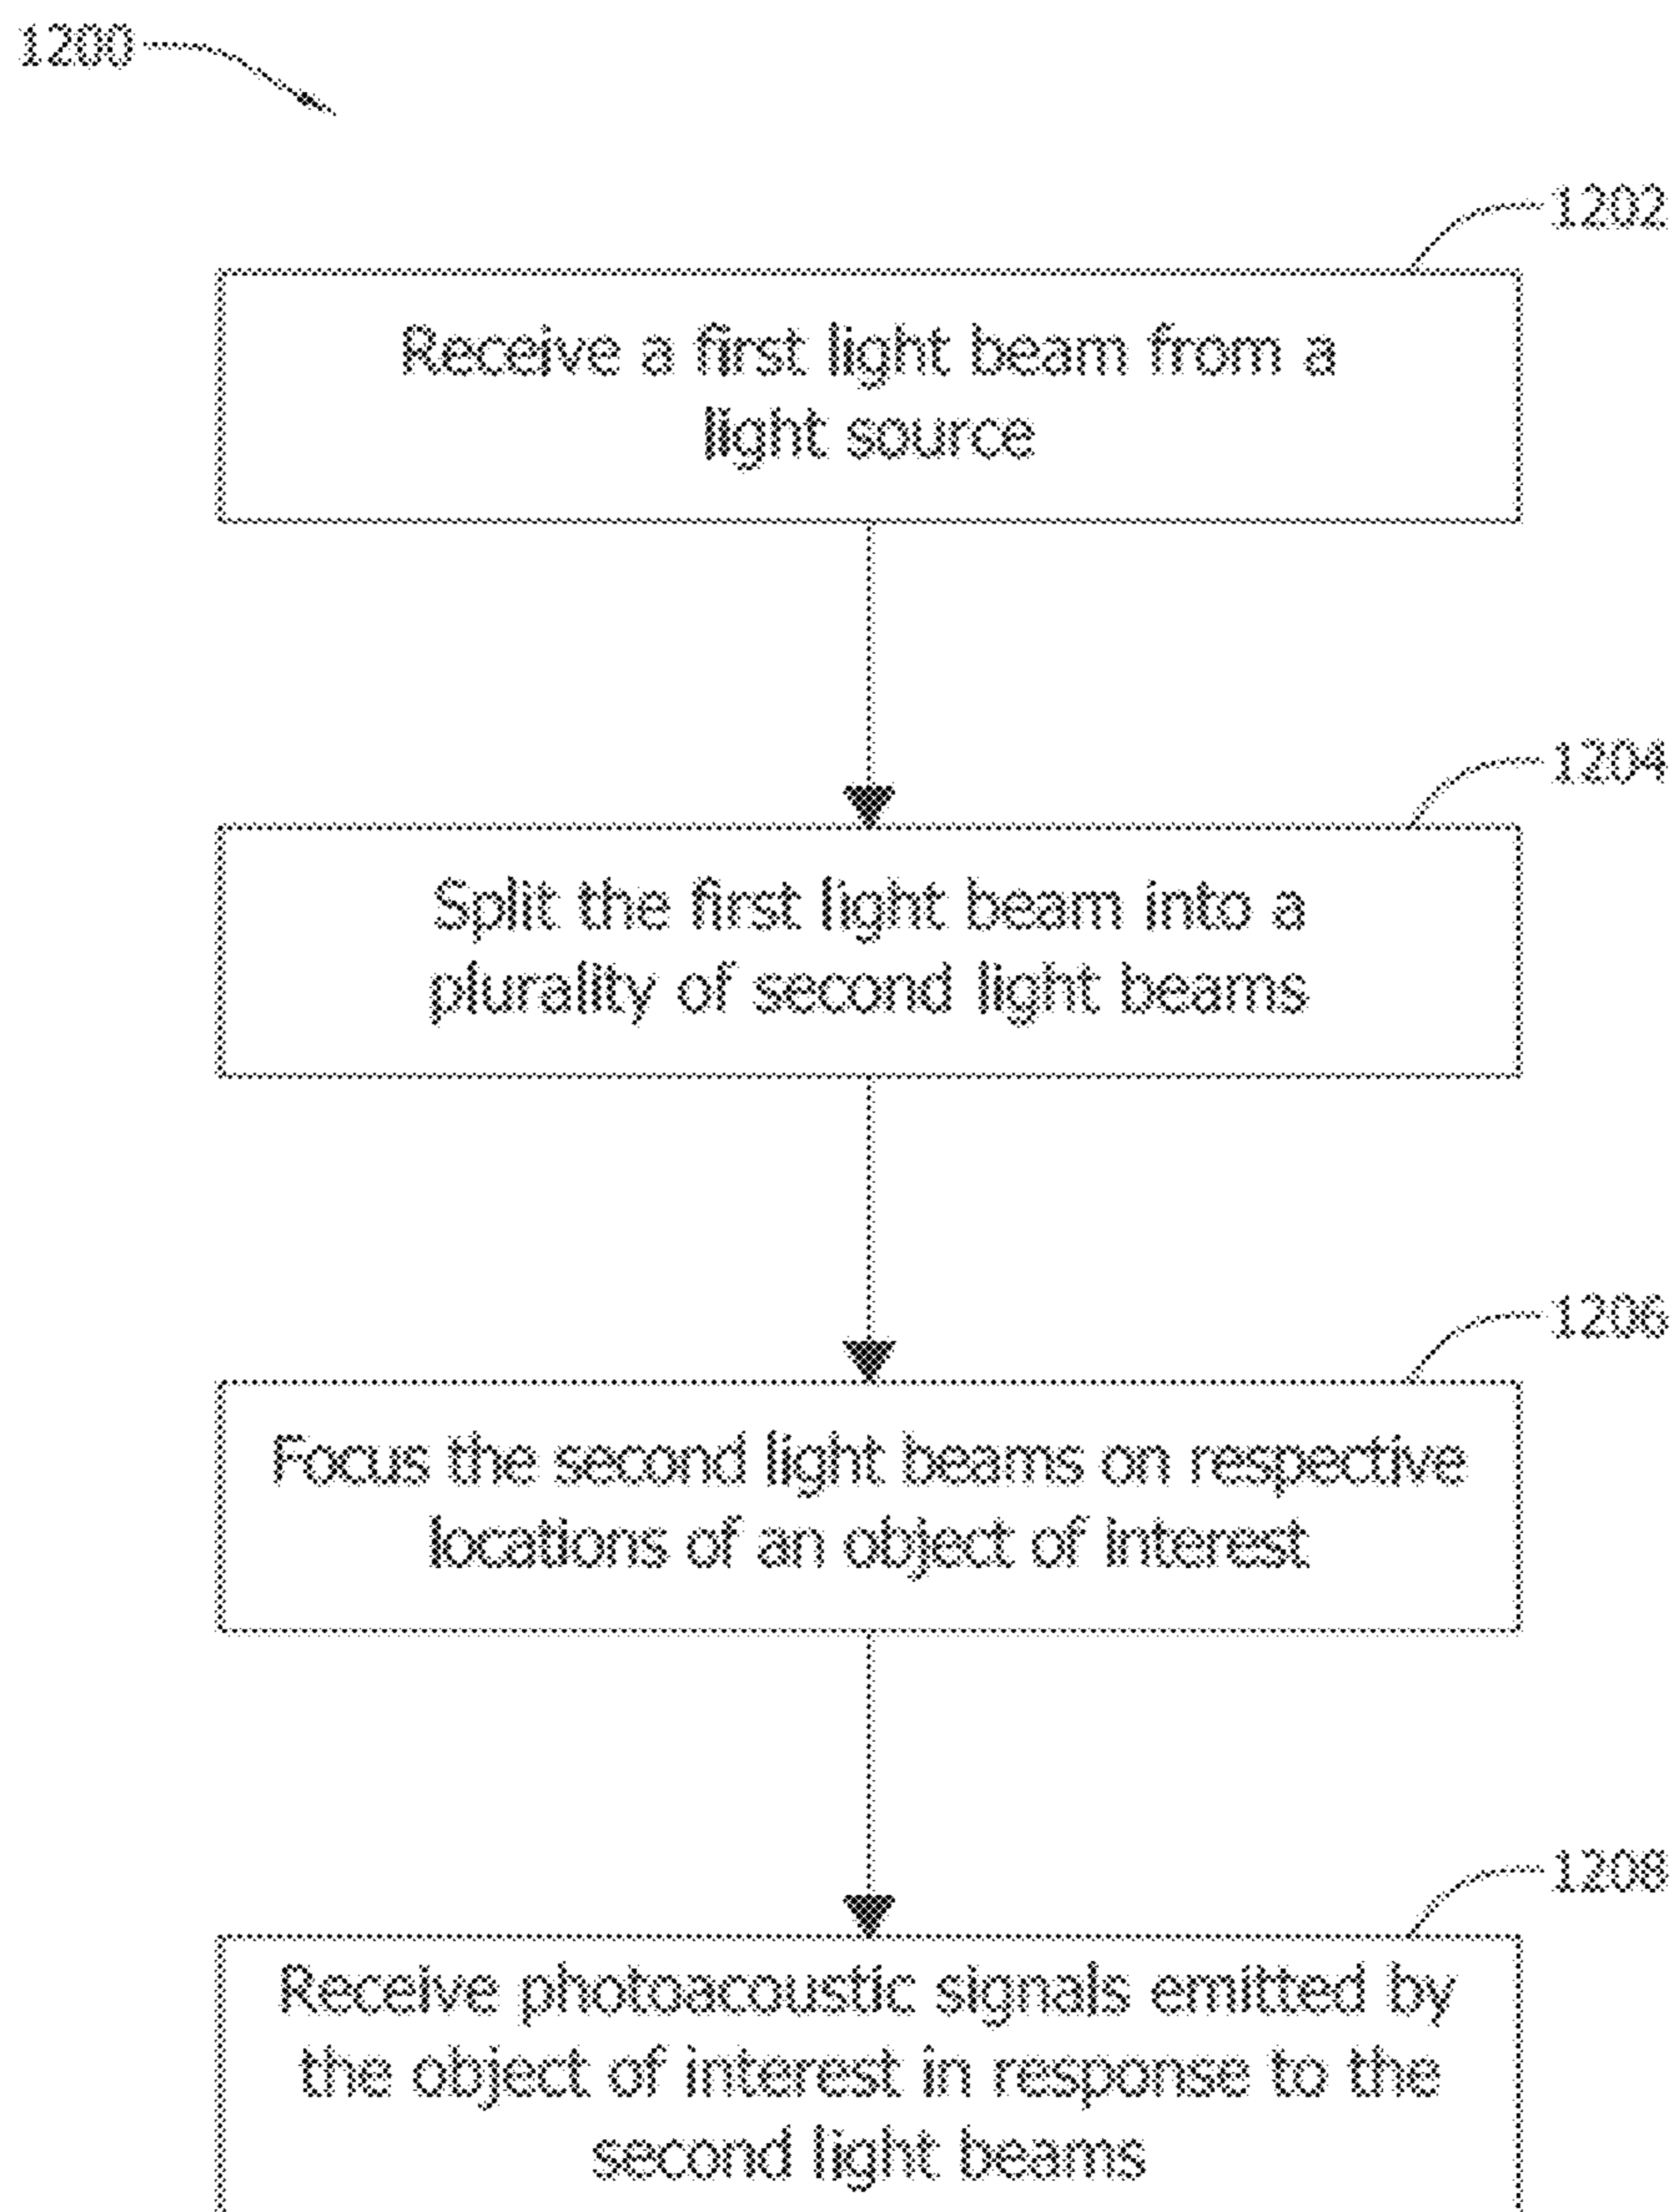 1200
1202
Receive a first light beam from a
light source
1204
Split the first light beam into a
plurality of second light beams
1206
Focus the second light beams on respective
locations of an object of interest
1208
Receive photoacoustic signals emitted by
the object of interest in response to the
second light beams